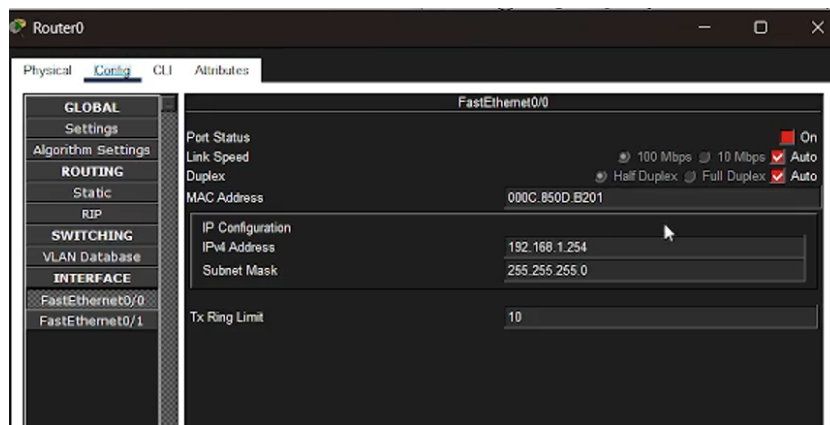 Router0
Physical Config CLI Attributes
GLOBAL
Settings
Algorithm Settings
ROUTING
Static
RIP
SWITCHING
VLAN Database
INTERFACE
FastEthernet0/0
FastEthernet0/1
FastEthernet0/0
Port Status On
Link Speed 100 Mbps 10 Mbps Auto
Duplex Half Duplex Full Duplex Auto
MAC Address 000C.850D.B201
IP Configuration
IPv4 Address 192.168.1.254
Subnet Mask 255.255.255.0
Tx Ring Limit 10